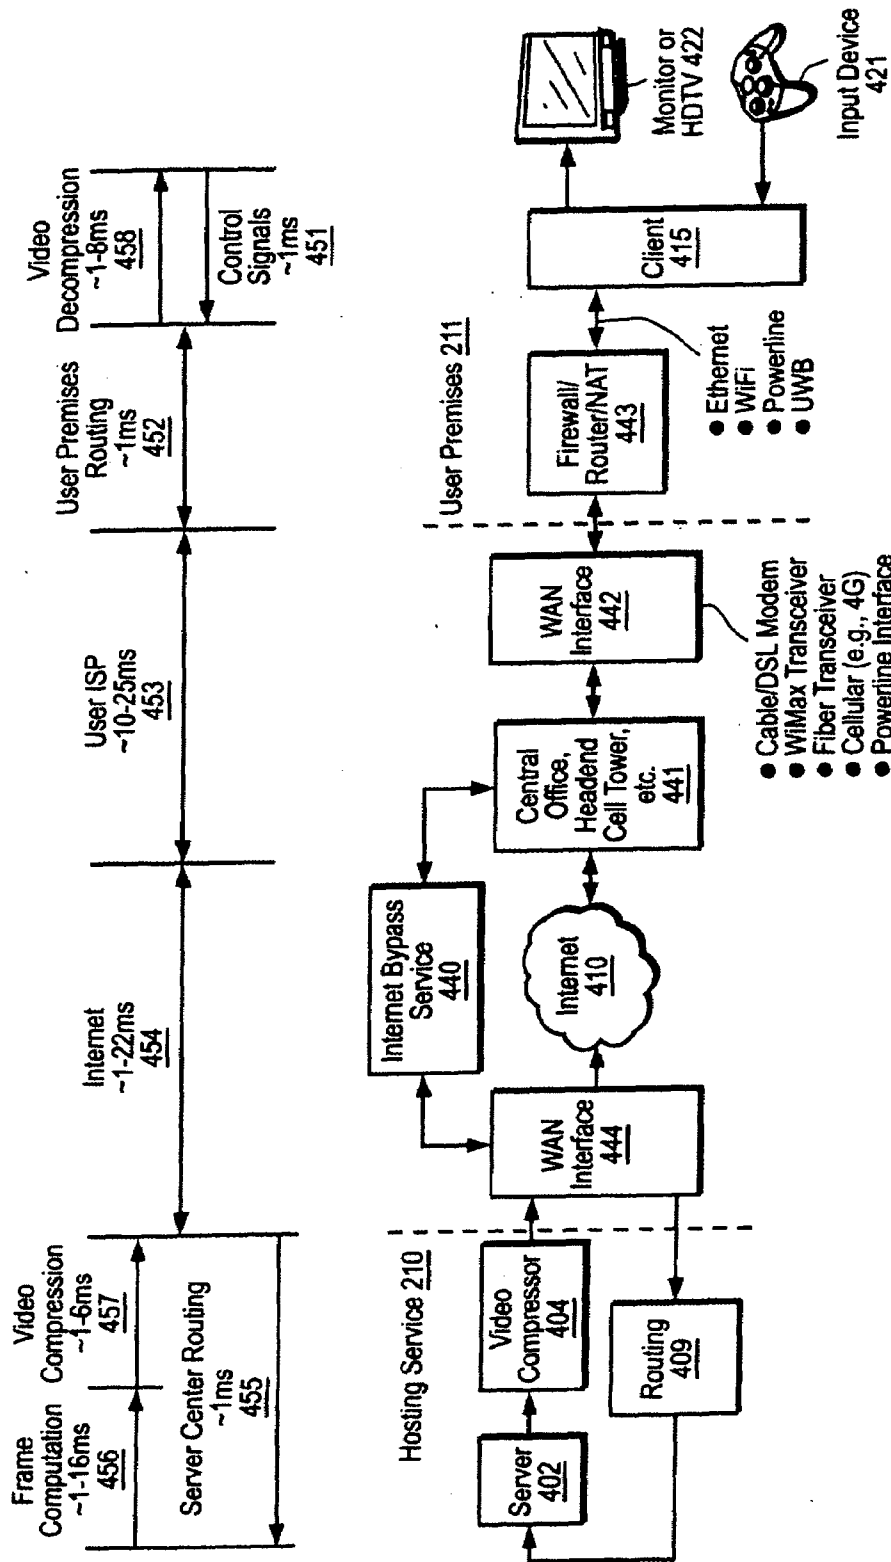 Frame
Computation
~1-16ms
456
Video
Compression
~1-6ms
457
Server Center Routing
~1ms
455
Internet
~1-22ms
454
User ISP
~10-25ms
453
User Premises
Routing
~1ms
452
Video
Decompression
~1-8ms
458
Control
Signals
~1ms
451
Hosting Service 210
Server
402
Video
Compressor
404
Routing
409
WAN
Interface
444
Internet Bypass
Service
440
Internet
410
Central
Office,
Headend
Cell Tower,
etc.
441
WAN
Interface
442
● Cable/DSL Modem
● WiMax Transceiver
● Fiber Transceiver
● Cellular (e.g., 4G)
● Powerline Interface
User Premises 211
Firewall/
Router/NAT
443
● Ethernet
● WiFi
● Powerline
● UWB
Client
415
Monitor or
HDTV 422
Input Device
421